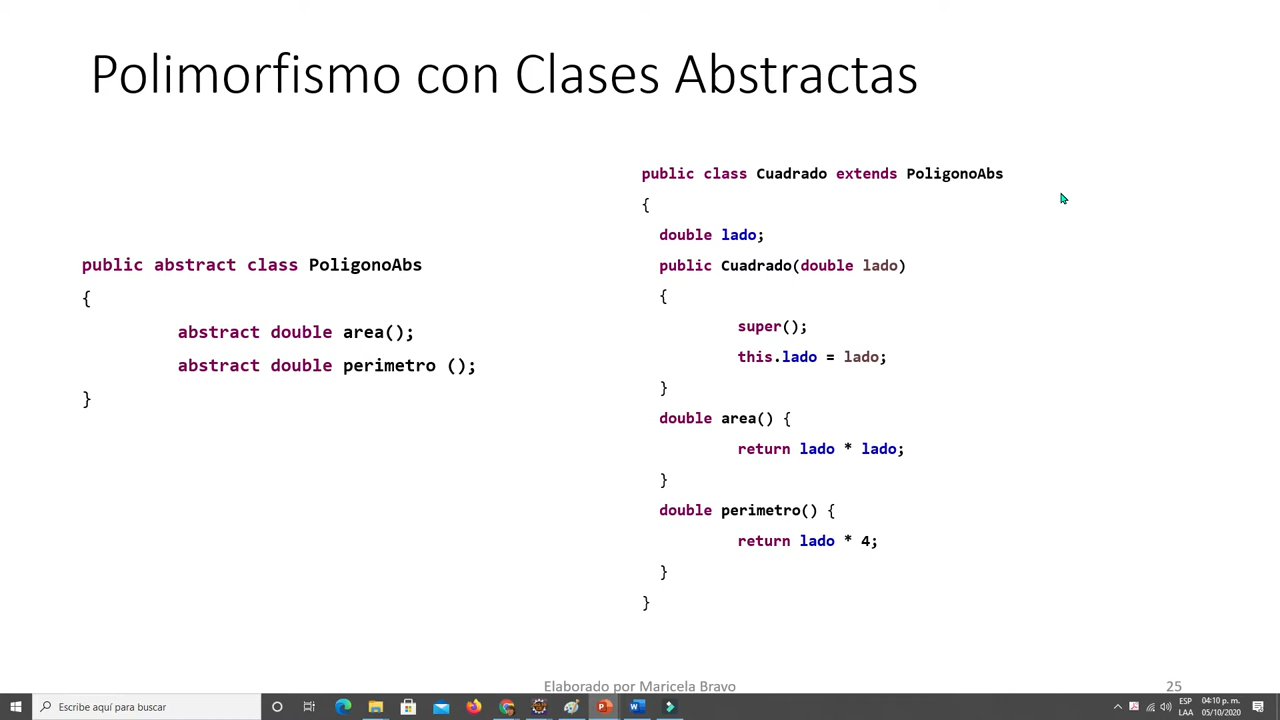 Polimorfismo con Clases Abstractas
public abstract class PoligonoAbs
{
abstract double area();
abstract double perimetro ();
}
public class Cuadrado extends PoligonoAbs
{
double lado;
public Cuadrado(double lado)
{
super();
this.lado = lado;
}
double area() {
return lado * lado;
}
double perimetro() {
return lado * 4;
}
}
Elaborado por Maricela Bravo
25
Escribe aquí para buscar
ESP
LAA
04:10 p. m.
05/10/2020